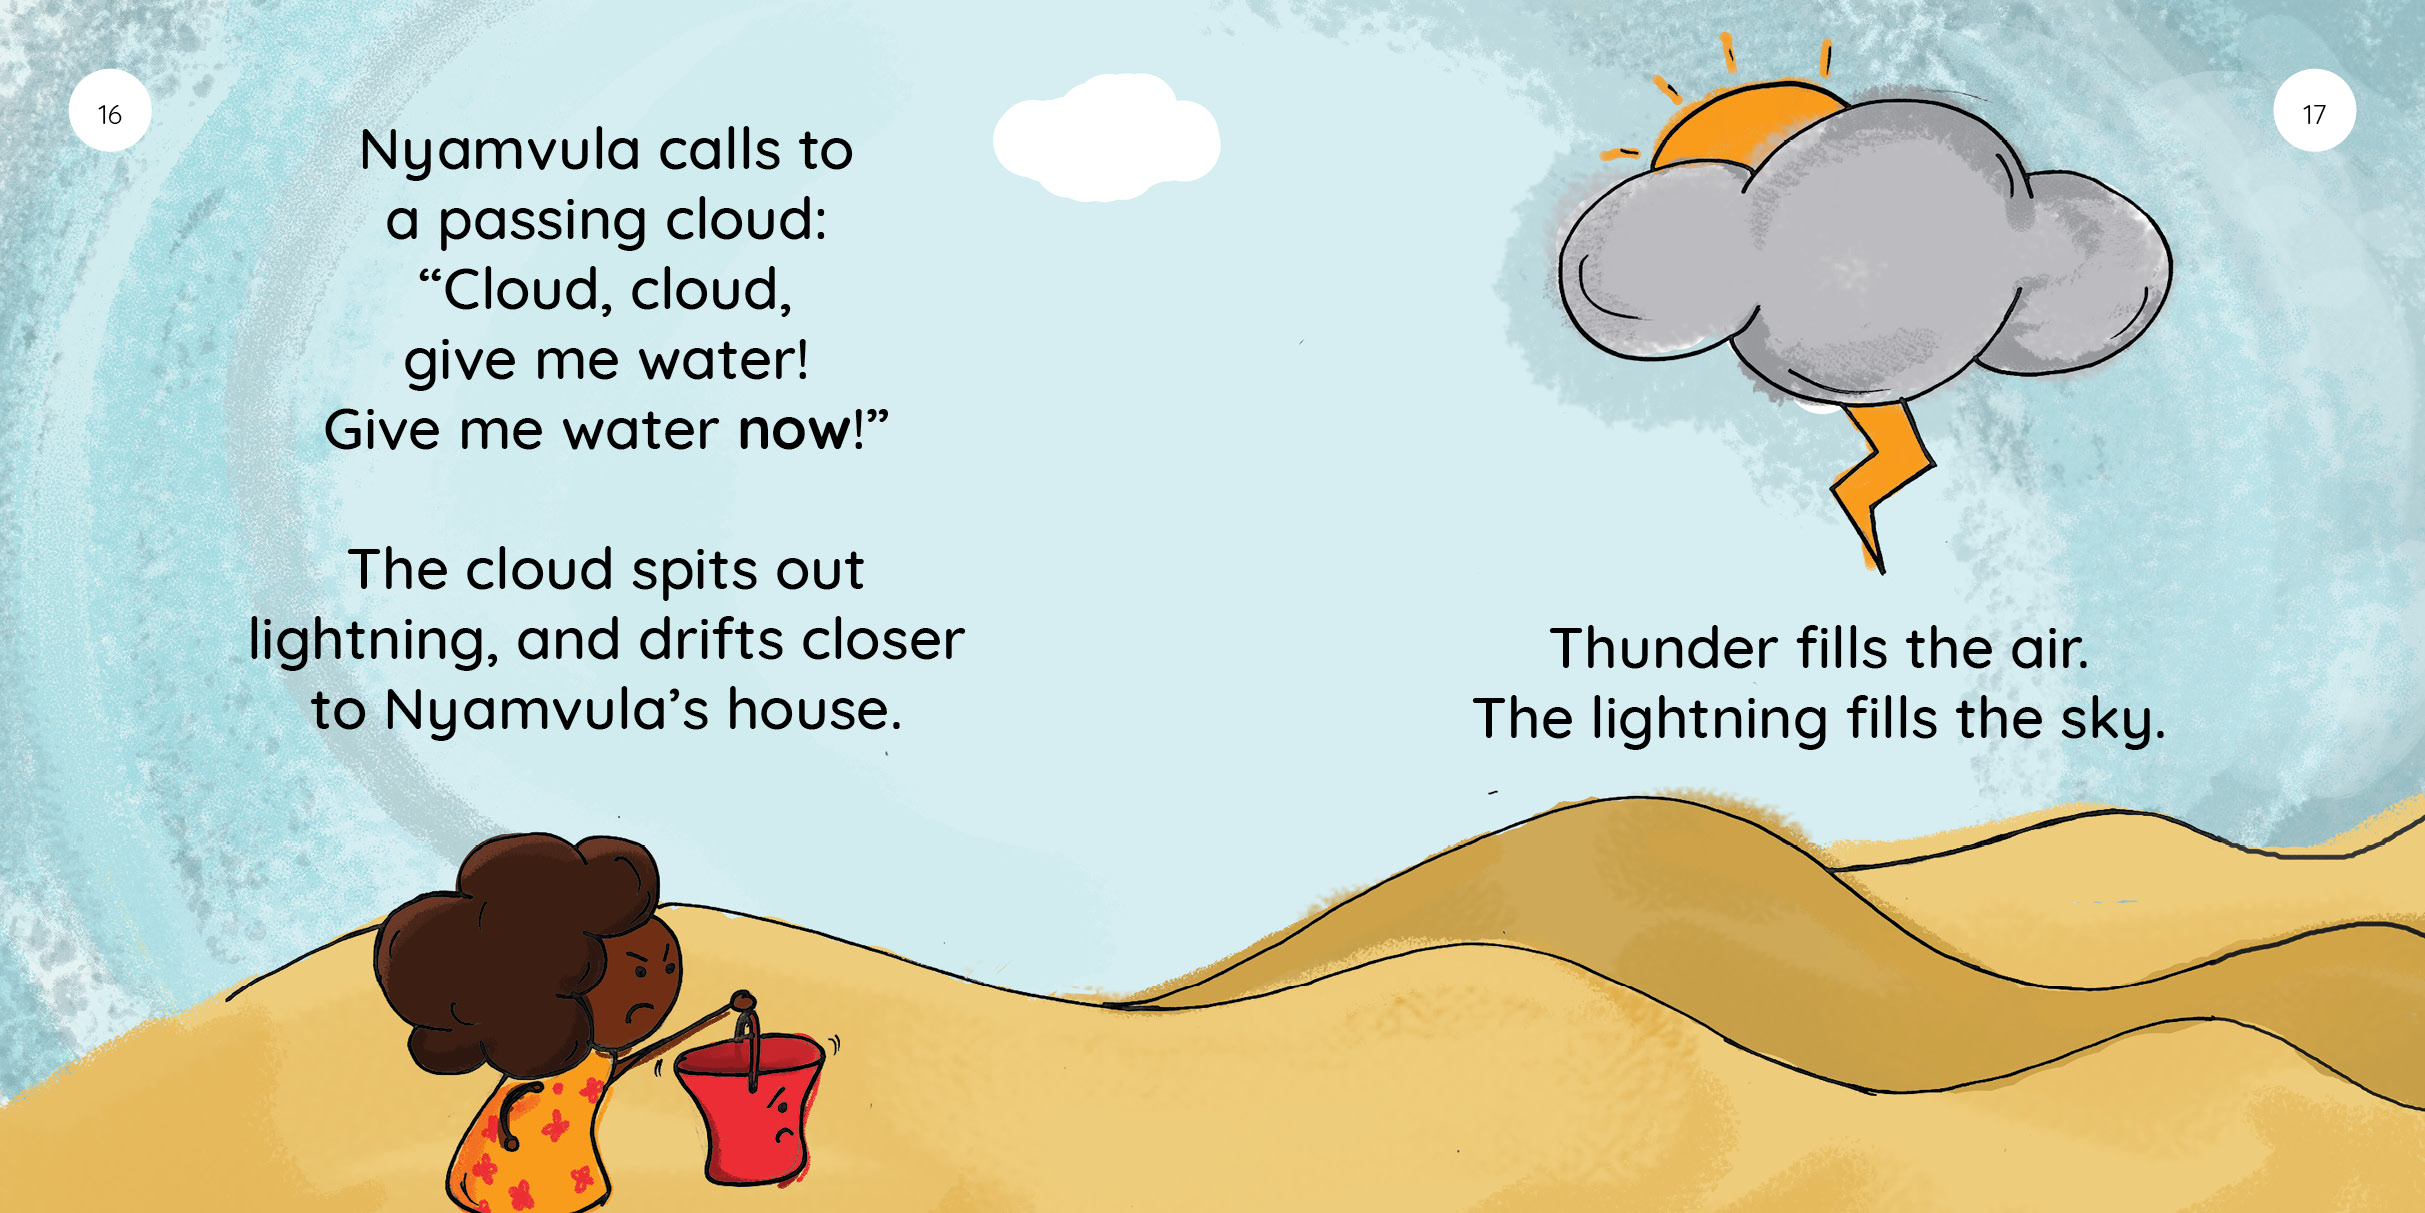 16
Nyamvula calls to
a passing cloud:
“Cloud, cloud,
give me water!
Give me water now!”
The cloud spits out
lightning, and drifts closer
to Nyamvula’s house.
17
Thunder fills the air.
The lightning fills the sky.